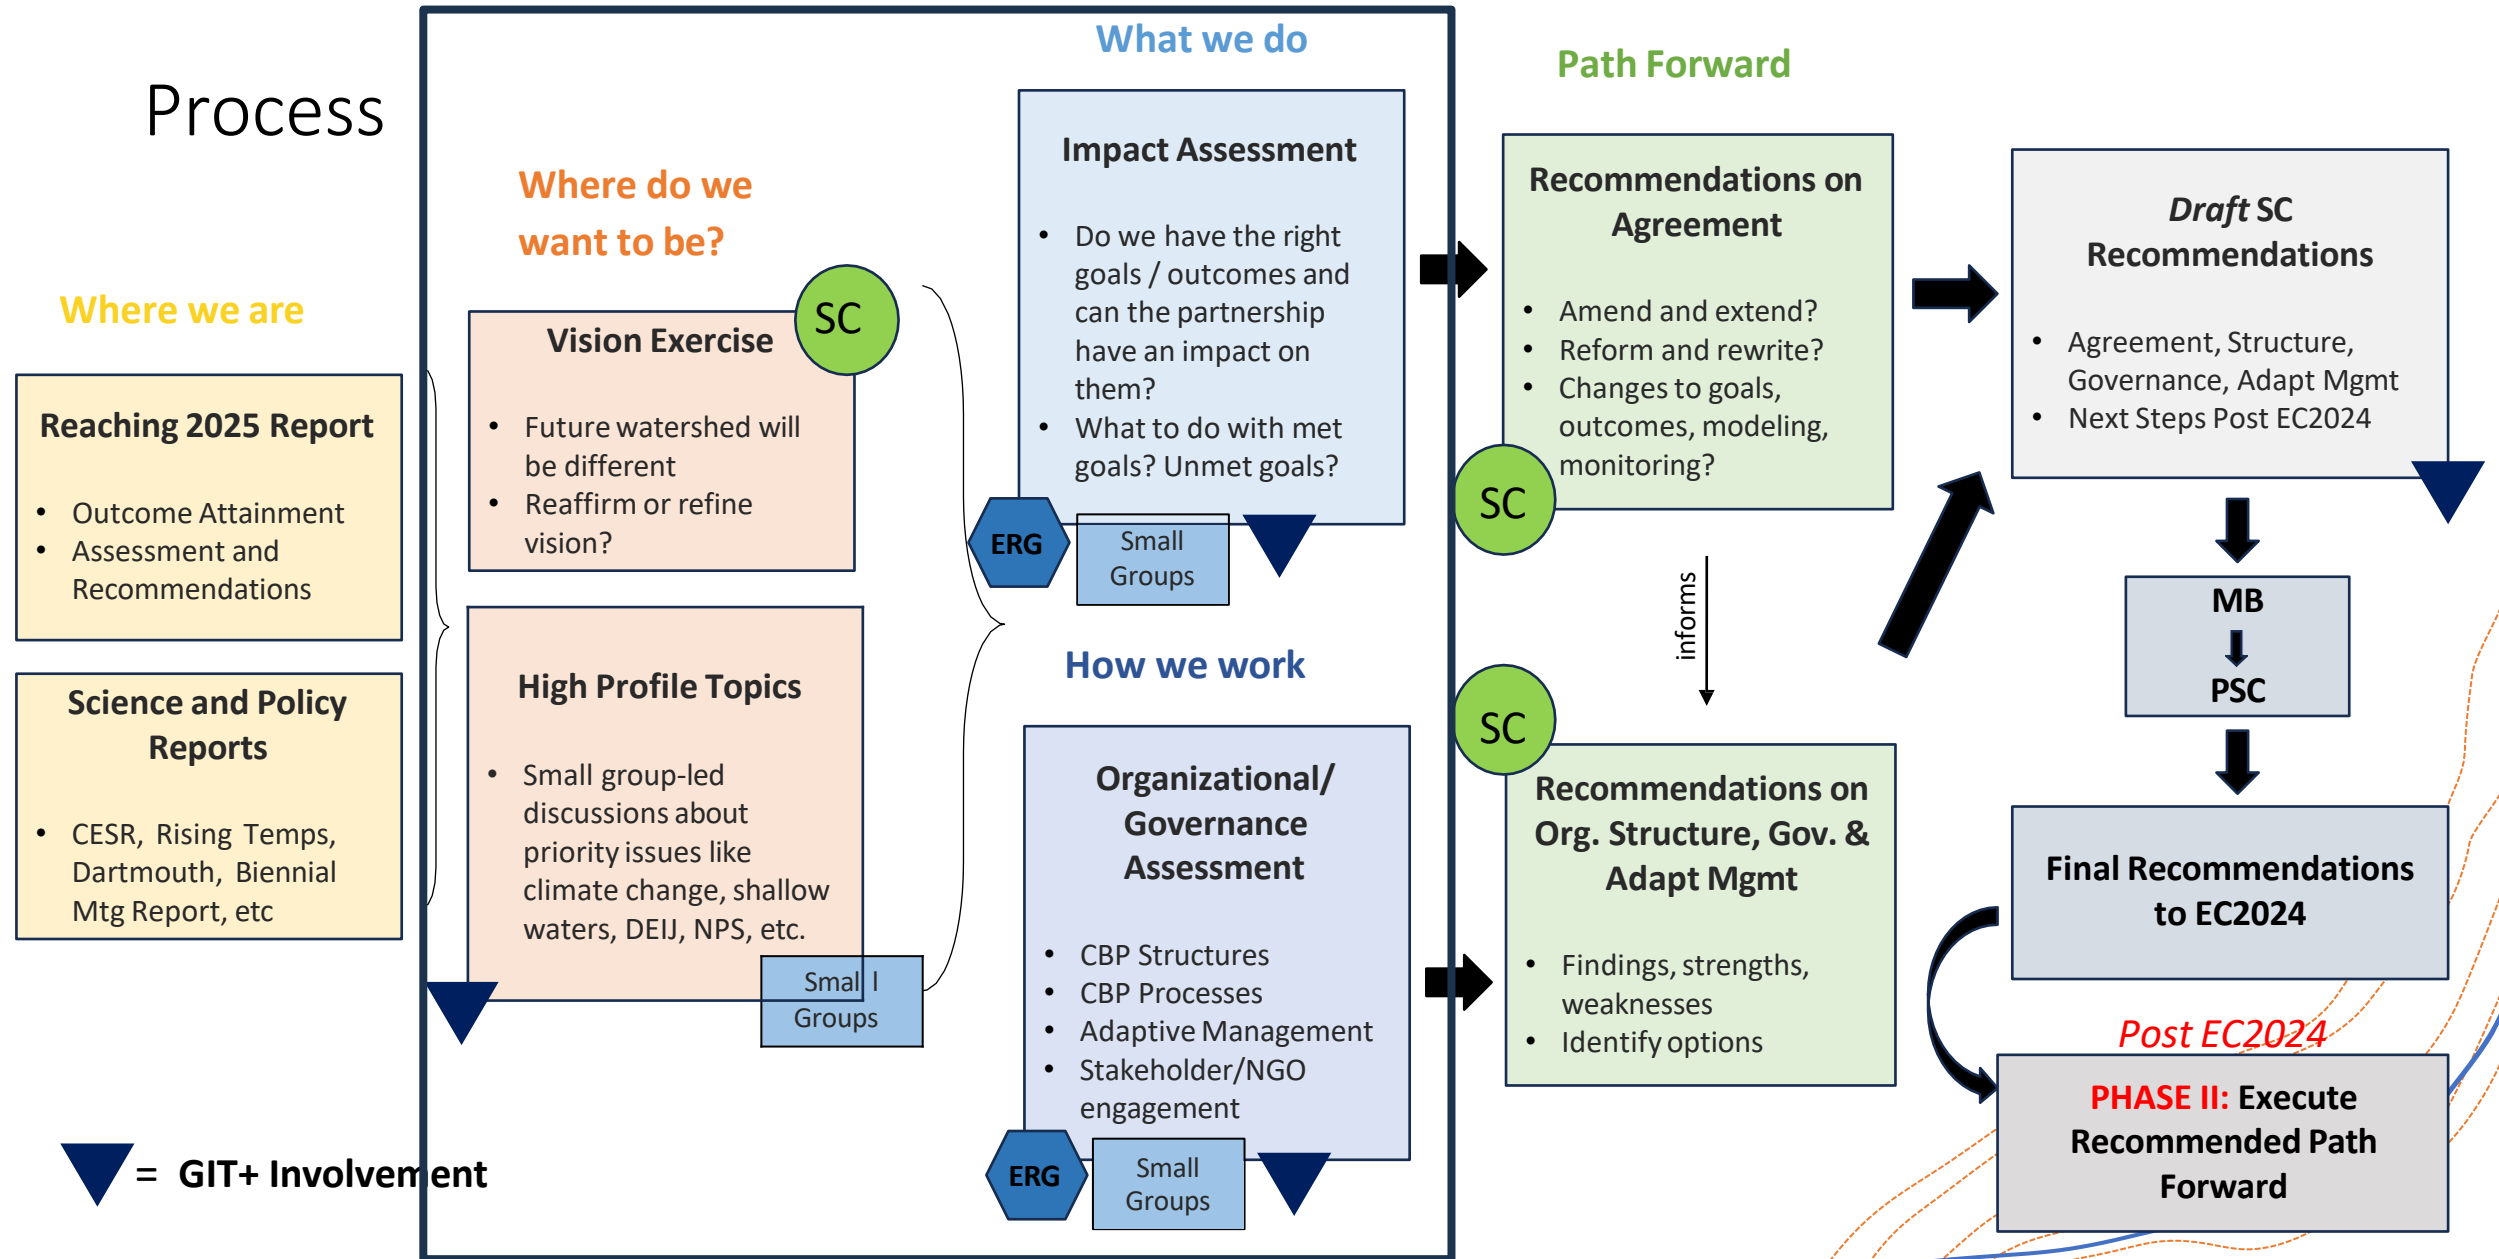 Process
Where we are
Reaching 2025 Report
• Outcome Attainment
• Assessment and
Recommendations
Science and Policy
Reports
• CESR, Rising Temps,
Dartmouth, Biennial
Mtg Report, etc
= GIT+ Involvement
Where do we
want to be?
SC
Vision Exercise
• Future watershed will
be different
• Reaffirm or refine
vision?
High Profile Topics
• Small group-led
discussions about
priority issues like
climate change, shallow
waters, DEIJ, NPS, etc.
Small
Groups
What we do
Impact Assessment
• Do we have the right
goals / outcomes and
can the partnership
have an impact on
them?
• What to do with met
goals? Unmet goals?
ERG
Small
Groups
How we work
Organizational/
Governance
Assessment
• CBP Structures
• CBP Processes
• Adaptive Management
• Stakeholder/NGO
engagement
ERG
Small
Groups
Path Forward
Recommendations on
Agreement
• Amend and extend?
• Reform and rewrite?
• Changes to goals,
outcomes, modeling,
monitoring?
SC
informs
SC
Recommendations on
Org. Structure, Gov. &
Adapt Mgmt
• Findings, strengths,
weaknesses
• Identify options
Draft SC
Recommendations
• Agreement, Structure,
Governance, Adapt Mgmt
• Next Steps Post EC2024
MB
PSC
Final Recommendations
to EC2024
Post EC2024
PHASE II: Execute
Recommended Path
Forward